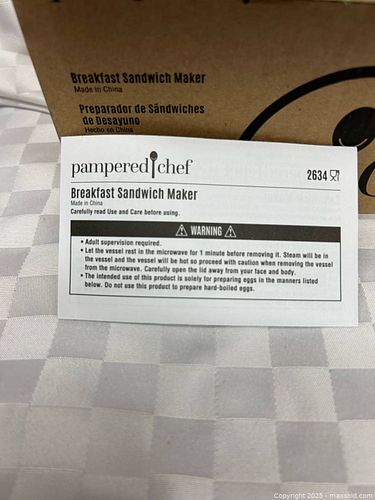 Breakfast Sandwich Maker
Made in China
Preparador de Sándwiches
de Desayuno
Hecho en China
pampered chef
2634
Breakfast Sandwich Maker
Made in China
Carefully read Use and Care before using.
WARNING
• Adult supervision required.
• Let the vessel rest in the microwave for 1 minute before removing it. Steam will be
in the vessel and the vessel will be hot so proceed with caution when removing the vessel
from the microwave. Carefully open the lid away from your face and body.
• The intended use of this product is solely for preparing eggs in the manners listed
below. Do not use this product to prepare hard-boiled eggs.
Copyright 2025 - maxsold.com